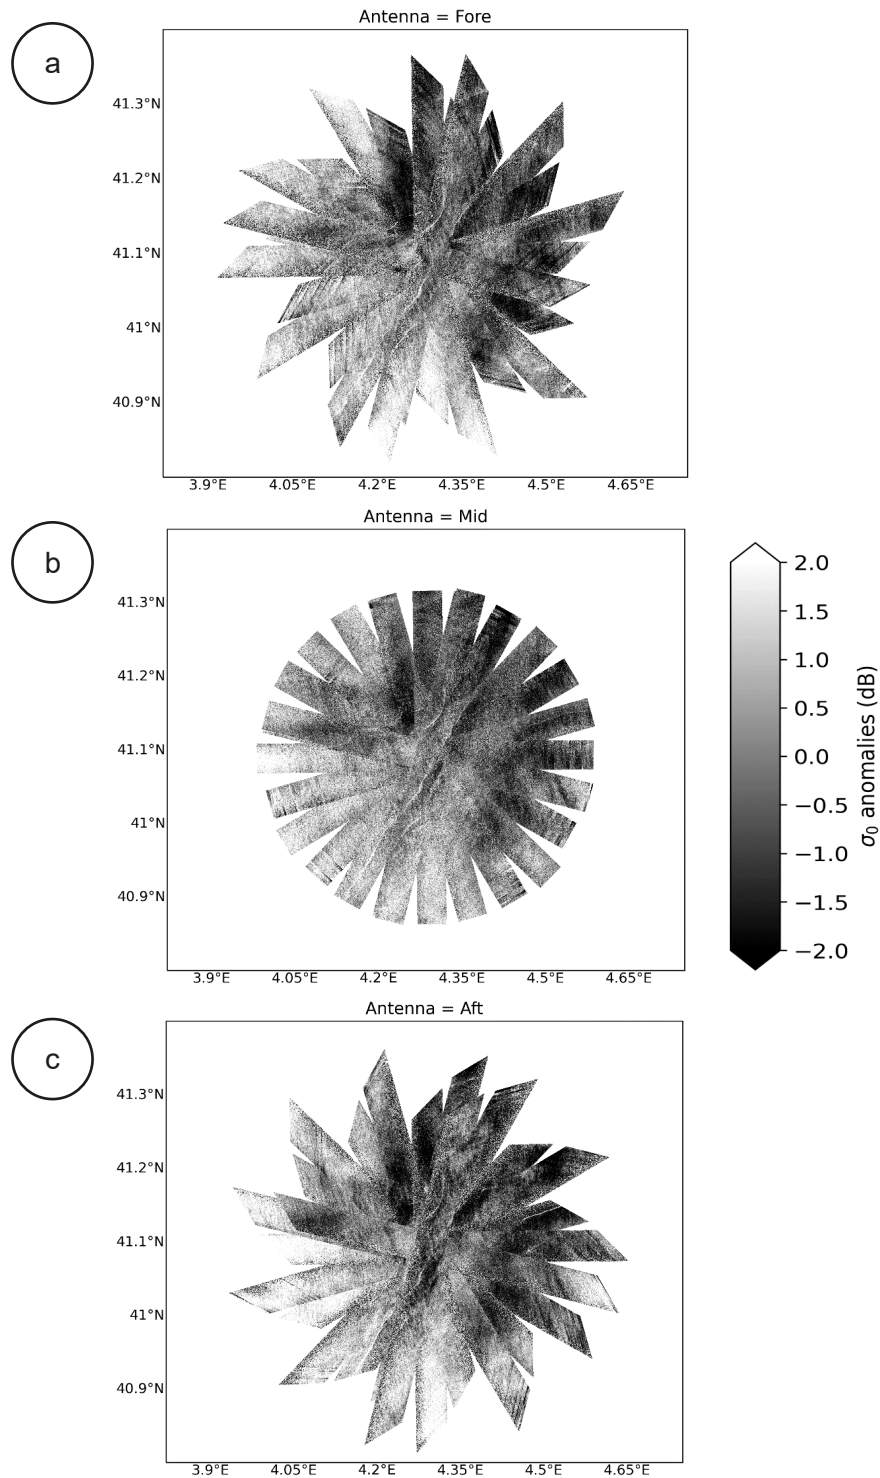 a
Antenna = Fore
41.3°N
41.2°N
41.1°N
41°N
40.9°N
3.9°E 4.05°E 4.2°E 4.35°E 4.5°E 4.65°E
b
Antenna = Mid
41.3°N
41.2°N
41.1°N
41°N
40.9°N
3.9°E 4.05°E 4.2°E 4.35°E 4.5°E 4.65°E
2.0
1.5
1.0
0.5
0.0
−0.5
−1.0
−1.5
−2.0
σ₀ anomalies (dB)
c
Antenna = Aft
41.3°N
41.2°N
41.1°N
41°N
40.9°N
3.9°E 4.05°E 4.2°E 4.35°E 4.5°E 4.65°E